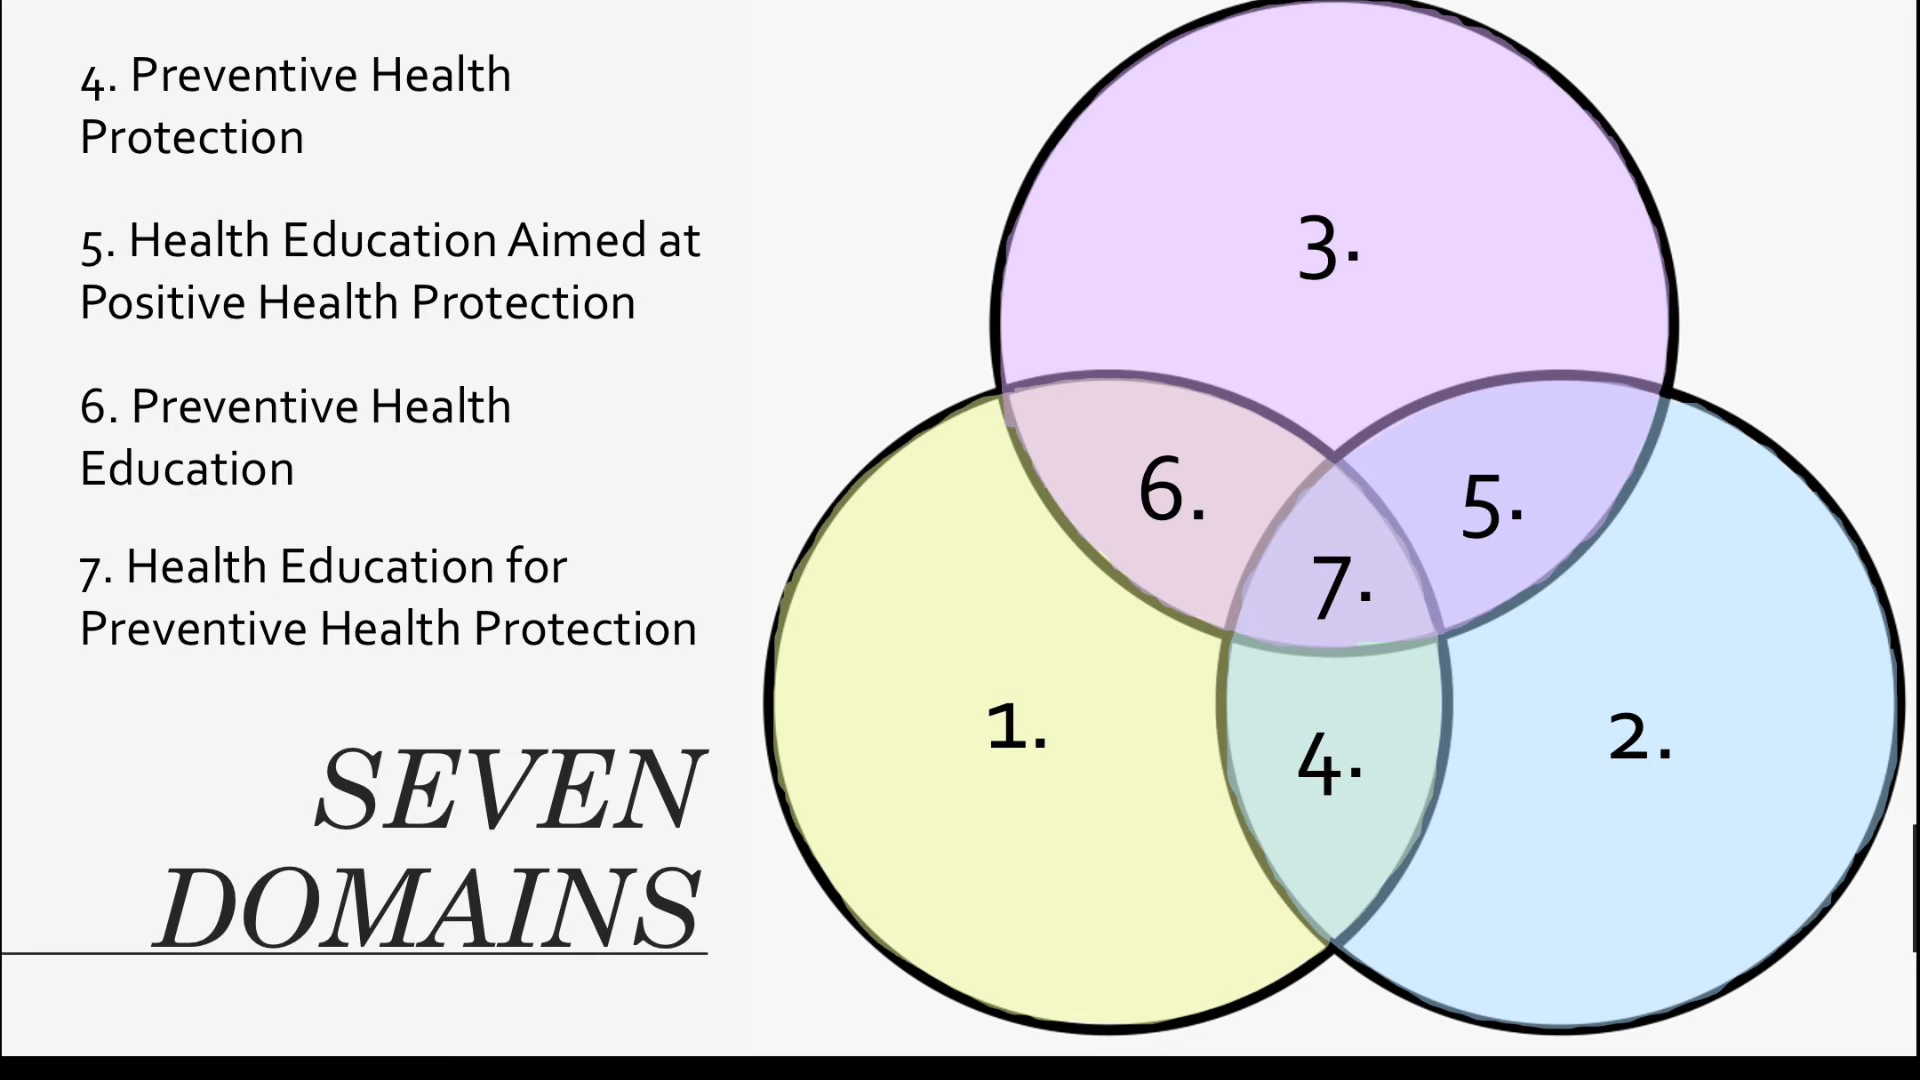 4. Preventive Health
Protection
5. Health Education Aimed at
Positive Health Protection
6. Preventive Health
Education
7. Health Education for
Preventive Health Protection
SEVEN
DOMAINS
3.
6.
5.
7.
1.
2.
4.